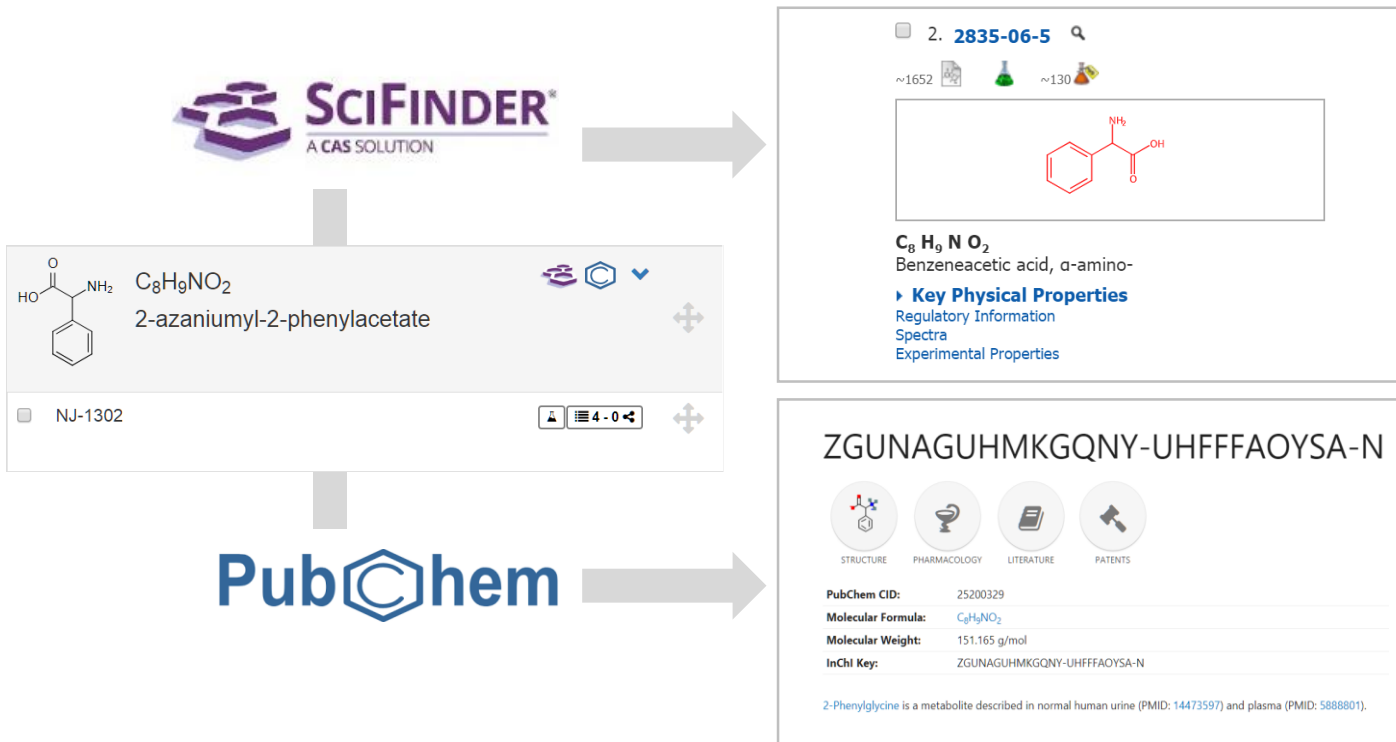 SCIFINDER®
A CAS SOLUTION
O
HO
NH₂
C₈H₉NO₂
2-azaniumyl-2-phenylacetate
NJ-1302
4 - 0
PubChem
2. 2835-06-5
~1652
~130
NH₂
OH
O
C₈ H₉ N O₂
Benzeneacetic acid, α-amino-
Key Physical Properties
Regulatory Information
Spectra
Experimental Properties
ZGUNAGUHMKGQNY-UHFFFAOYSA-N
STRUCTURE PHARMACOLOGY LITERATURE PATENTS
PubChem CID: 25200329
Molecular Formula: C₈H₉NO₂
Molecular Weight: 151.165 g/mol
InChI Key: ZGUNAGUHMKGQNY-UHFFFAOYSA-N
2-Phenylglycine is a metabolite described in normal human urine (PMID: 14473597) and plasma (PMID: 5888801).